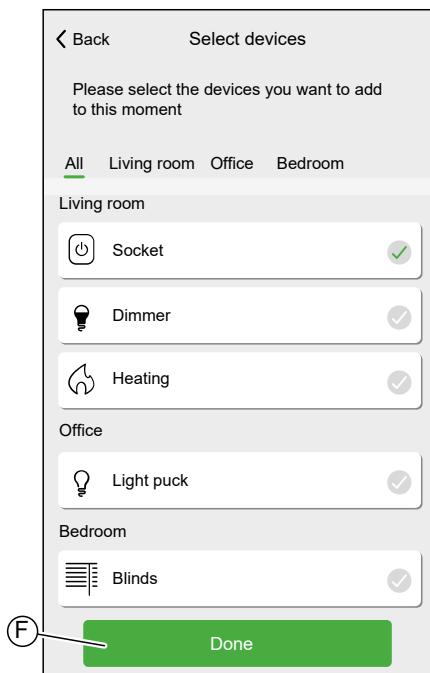 Back Select devices
Please select the devices you want to add
to this moment
All Living room Office Bedroom
Living room
Socket
Dimmer
Heating
Office
Light puck
Bedroom
Blinds
F
Done